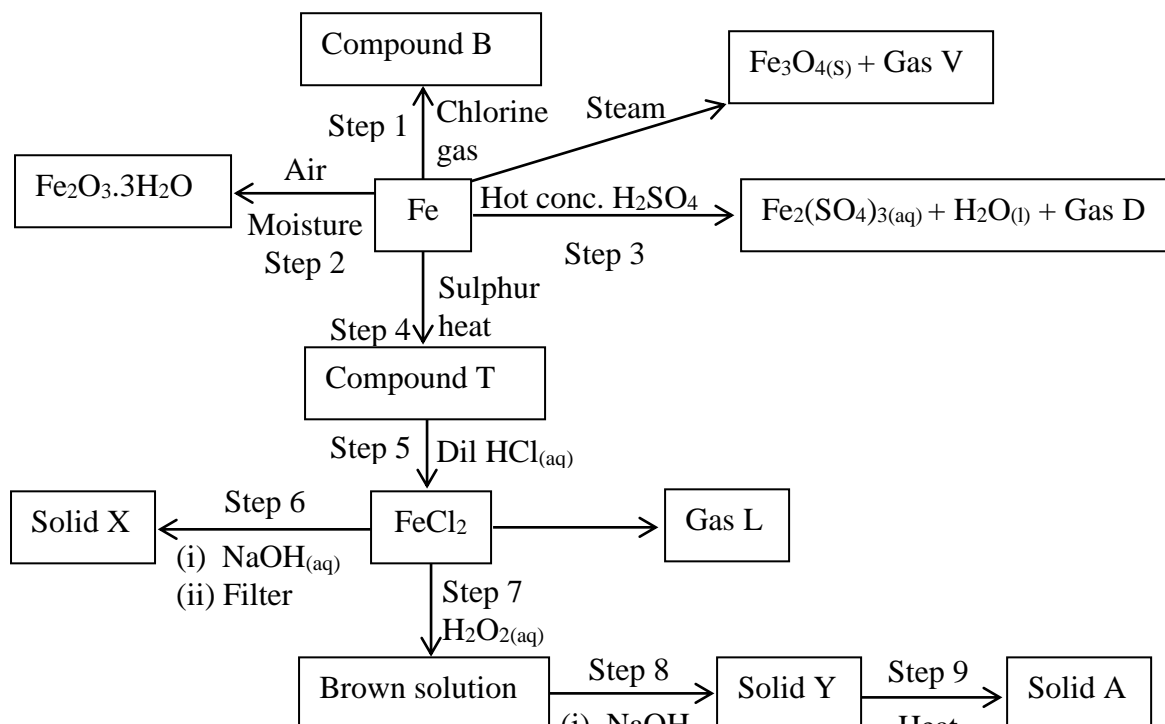 Compound B
Fe₃O₄₍S₎ + Gas V
Step 1
Chlorine
gas
Steam
Fe₂O₃.3H₂O
Air
Moisture
Step 2
Fe
Hot conc. H₂SO₄
Step 3
Fe₂(SO₄)₃(aq) + H₂O(l) + Gas D
Sulphur
heat
Step 4
Compound T
Step 5
Dil HCl(aq)
Solid X
Step 6
(i) NaOH(aq)
(ii) Filter
FeCl₂
Gas L
Step 7
H₂O₂(aq)
Brown solution
Step 8
(i) NaOH
Solid Y
Step 9
Heat
Solid A